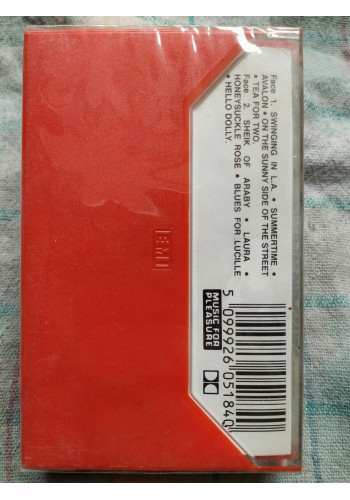 Face 1. SWINGING IN L.A. • SUMMERTIME •
AVALON • ON THE SUNNY SIDE OF THE STREET
• TEA FOR TWO.
Face 2. SHEIK OF ARABY • LAURA •
HONEYSUCKLE ROSE • BLUES FOR LUCILLE
• HELLO DOLLY.
EMI
MUSIC FOR
PLEASURE
5 099926 051840